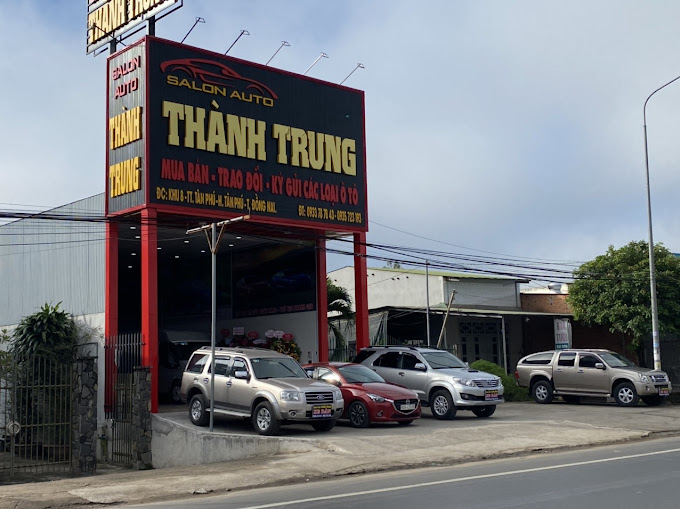 THÀNH TRUNG
SALON AUTO
THÀNH TRUNG
SALON AUTO
THÀNH TRUNG
MUA BÁN - TRAO ĐỔI - KÝ GỬI CÁC LOẠI Ô TÔ
ĐC: KHU 8 - TT. TÂN PHÚ - H. TÂN PHÚ - T. ĐỒNG NAI.